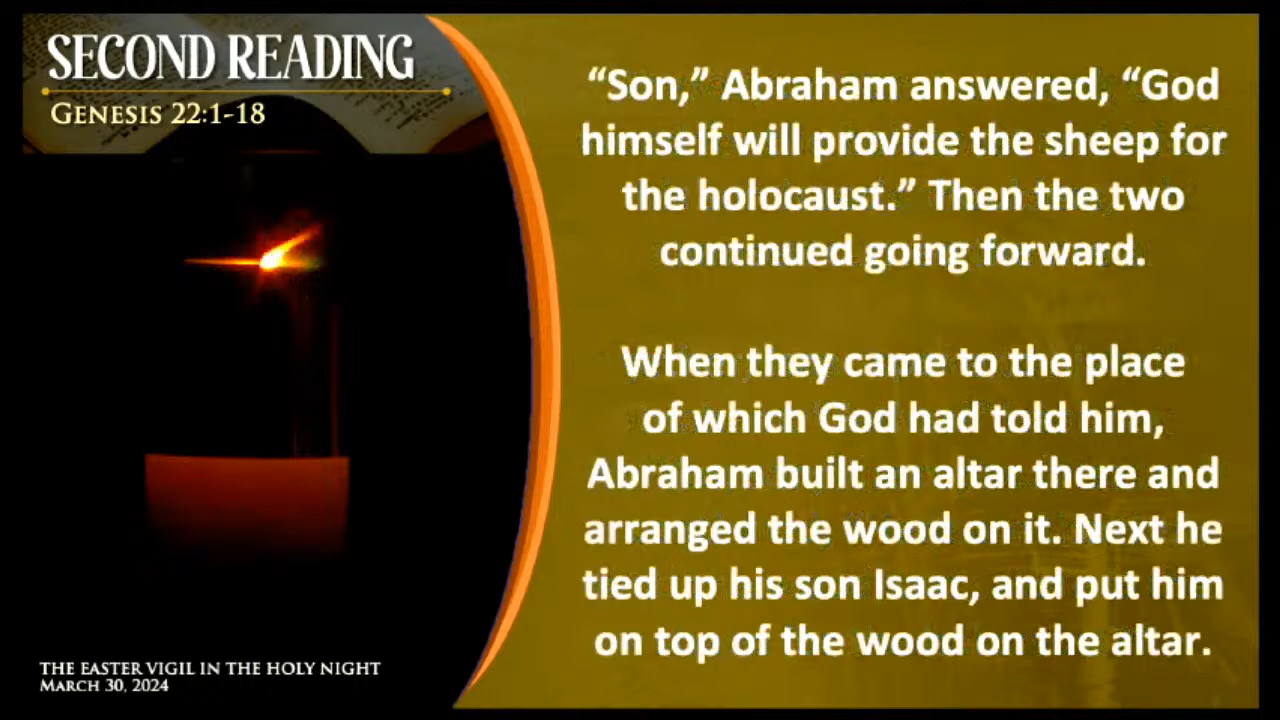 SECOND READING
GENESIS 22:1-18
“Son,” Abraham answered, “God
himself will provide the sheep for
the holocaust.” Then the two
continued going forward.
When they came to the place
of which God had told him,
Abraham built an altar there and
arranged the wood on it. Next he
tied up his son Isaac, and put him
on top of the wood on the altar.
THE EASTER VIGIL IN THE HOLY NIGHT
MARCH 30, 2024